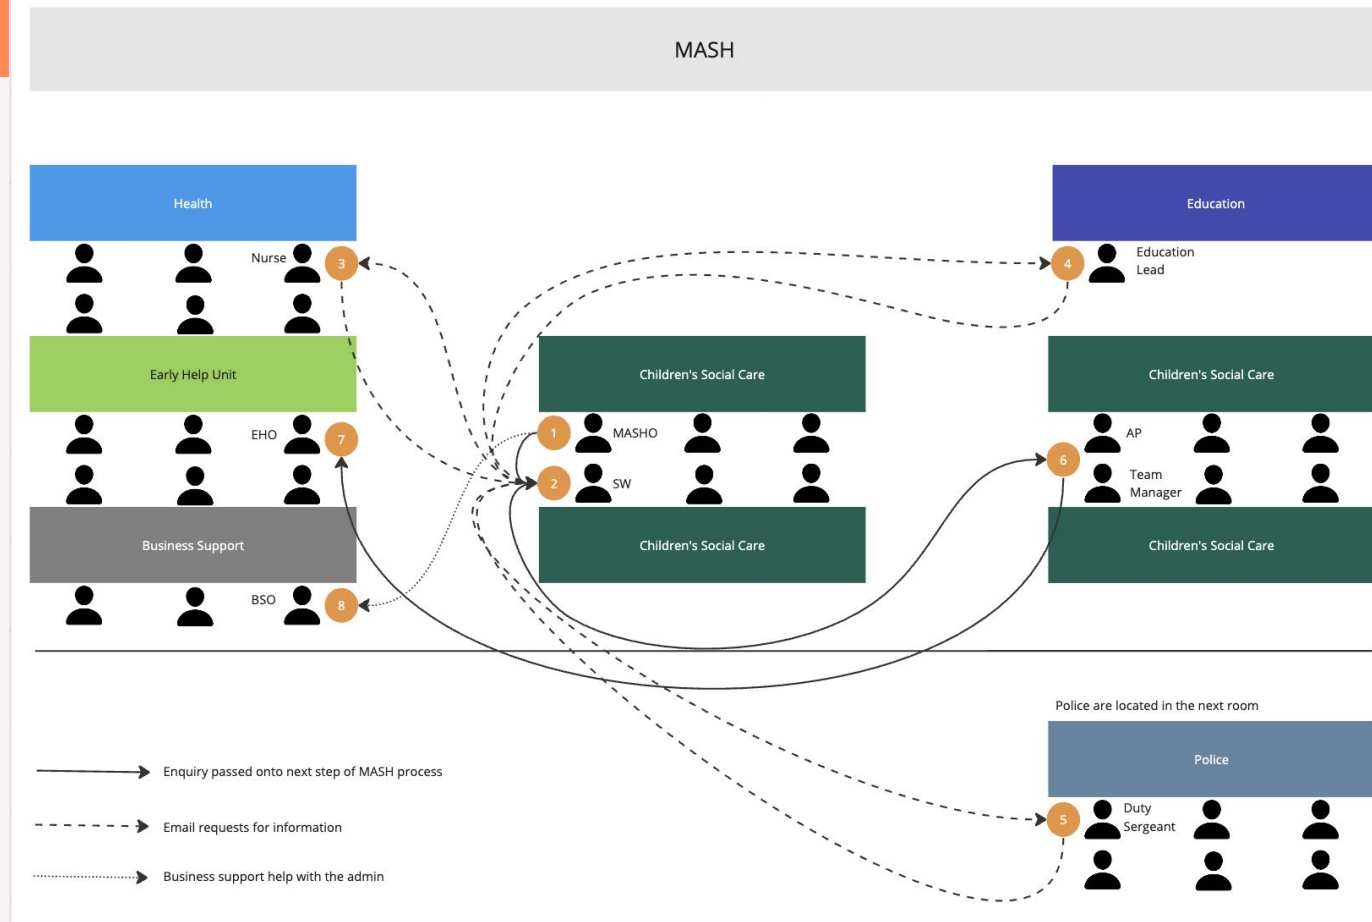 MASH
Health
Education
Nurse
3
4
Education
Lead
Early Help Unit
Children's Social Care
Children's Social Care
EHO
7
1
MASHO
AP
6
2
SW
Team
Manager
Business Support
Children's Social Care
Children's Social Care
BSO
8
Police are located in the next room
Police
Enquiry passed onto next step of MASH process
5
Duty
Sergeant
Email requests for information
Business support help with the admin